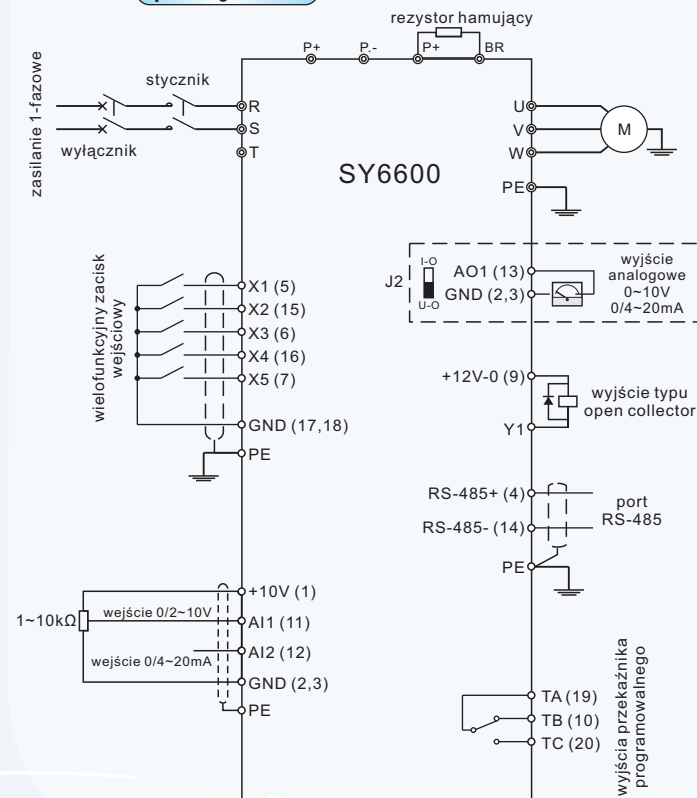 rezystor hamujący
P+
P.-
P+
BR
zasilanie 1-fazowe
stycznik
wyłącznik
R
S
T
SY6600
U
V
W
M
PE
wielofunkcyjny zacisk
wejściowy
X1 (5)
X2 (15)
X3 (6)
X4 (16)
X5 (7)
GND (17,18)
PE
J2
I-O
U-O
AO1 (13)
GND (2,3)
wyjście
analogowe
0~10V
0/4~20mA
+12V-0 (9)
Y1
wyjście typu
open collector
RS-485+ (4)
RS-485- (14)
port
RS-485
PE
1~10kΩ
wejście 0/2~10V
wejście 0/4~20mA
+10V (1)
AI1 (11)
AI2 (12)
GND (2,3)
PE
TA (19)
TB (10)
TC (20)
wyjścia przekaźnika
programowalnego